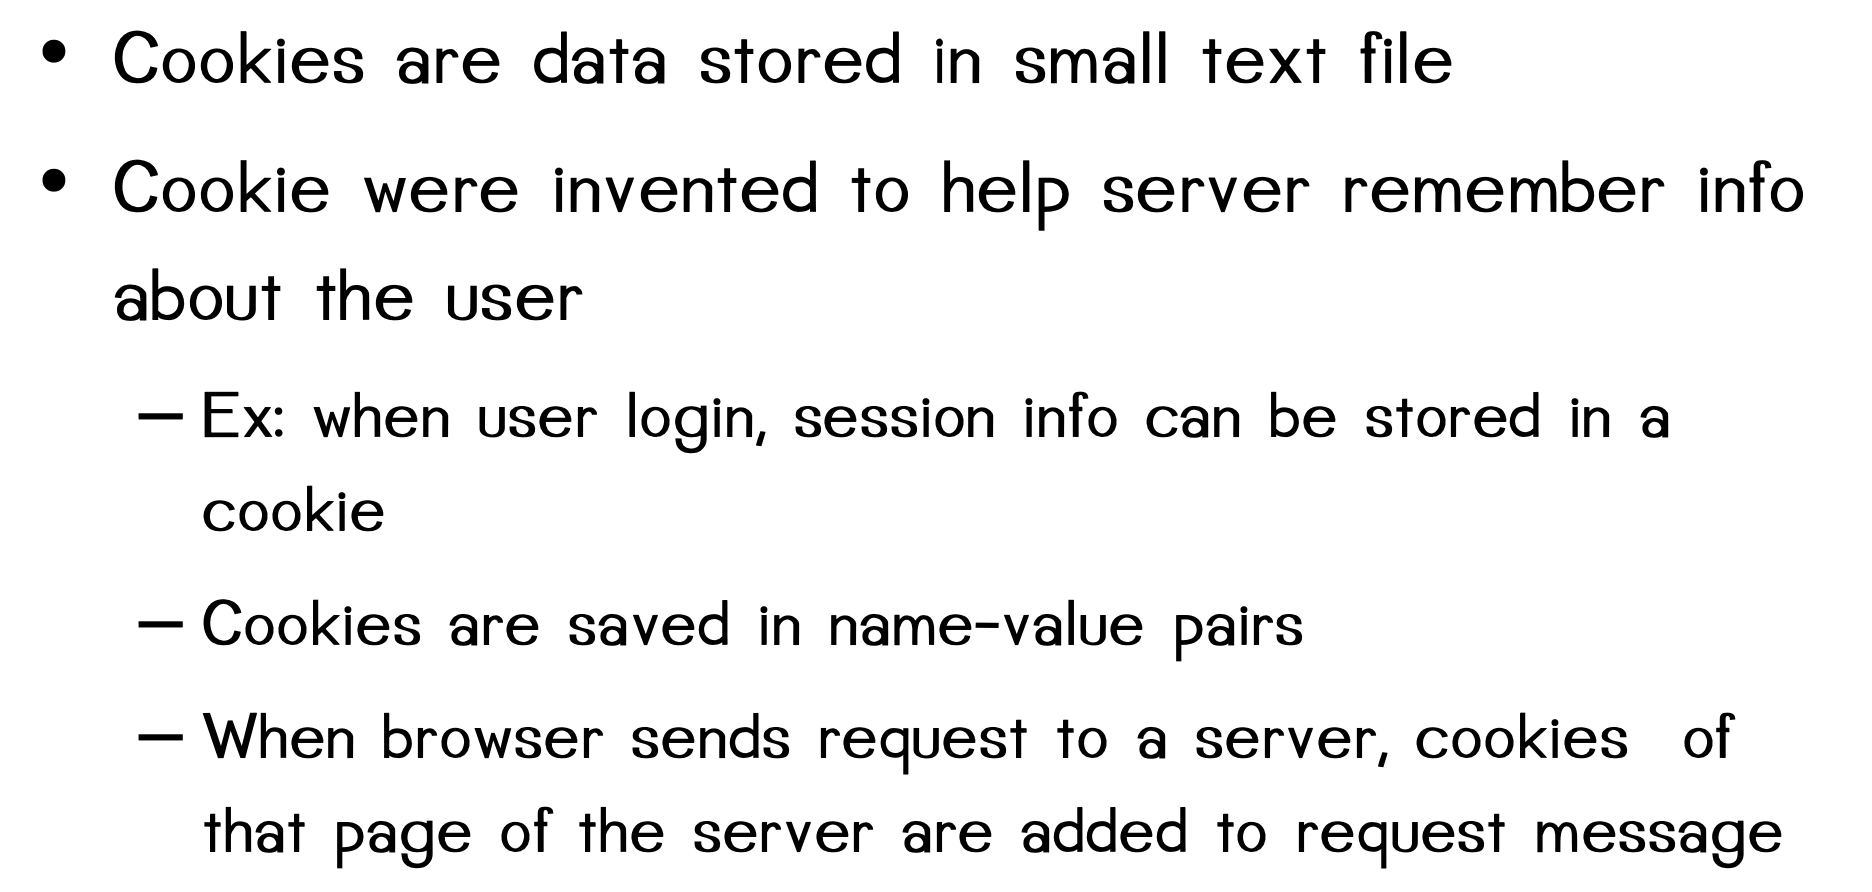 • Cookies are data stored in small text file
• Cookie were invented to help server remember info
about the user
– Ex: when user login, session info can be stored in a
cookie
– Cookies are saved in name-value pairs
– When browser sends request to a server, cookies of
that page of the server are added to request message